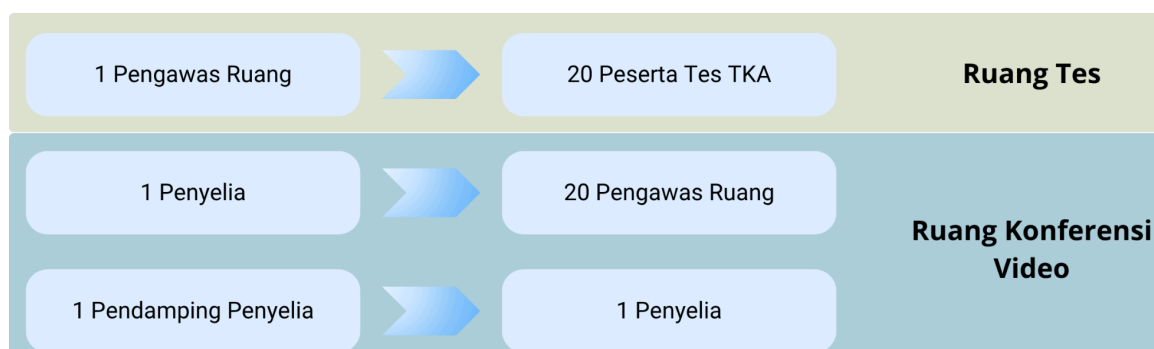 1 Pengawas Ruang
20 Peserta Tes TKA
Ruang Tes
1 Penyelia
20 Pengawas Ruang
Ruang Konferensi
Video
1 Pendamping Penyelia
1 Penyelia